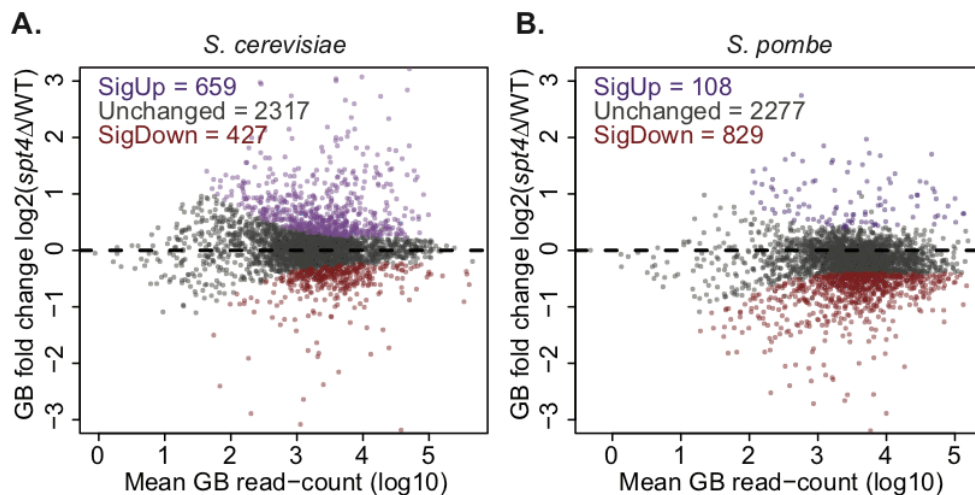 A.
S. cerevisiae
GB fold change log2(spt4Δ/WT)
3
2
1
0
−1
−2
−3
SigUp = 659
Unchanged = 2317
SigDown = 427
0 1 2 3 4 5
Mean GB read−count (log10)
B.
S. pombe
GB fold change log2(spt4Δ/WT)
3
2
1
0
−1
−2
−3
SigUp = 108
Unchanged = 2277
SigDown = 829
0 1 2 3 4 5
Mean GB read−count (log10)